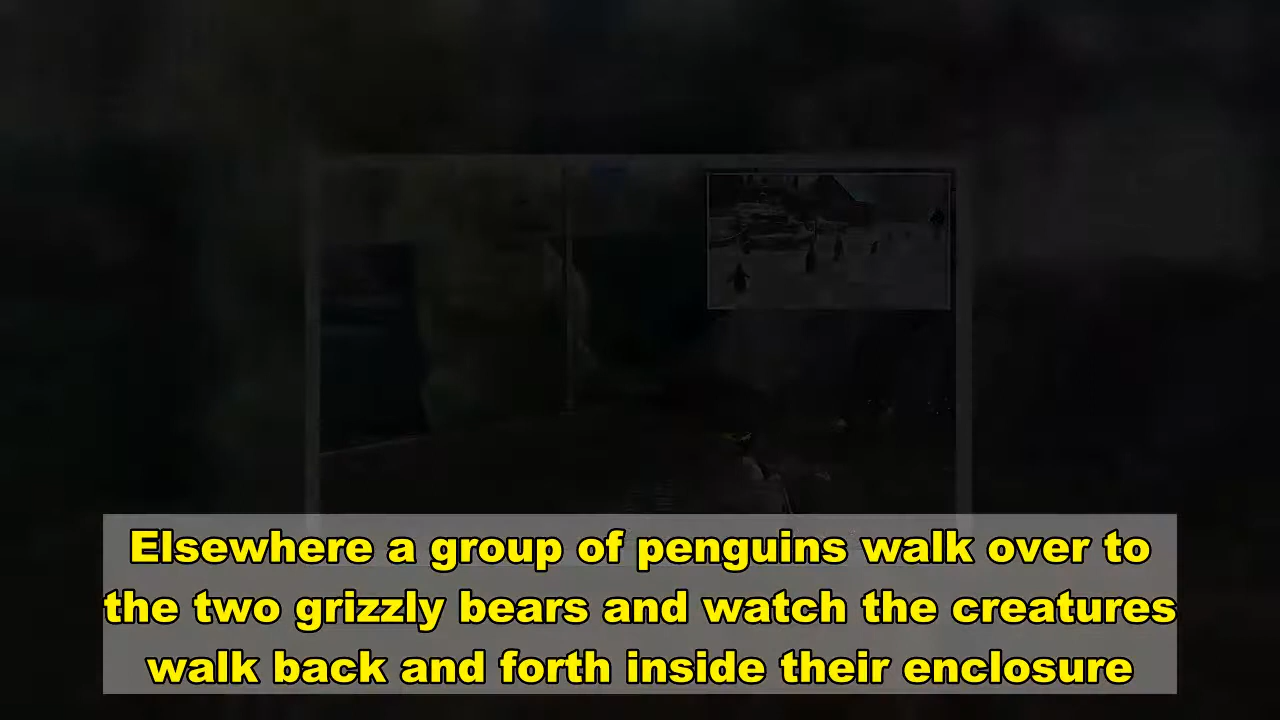 Elsewhere a group of penguins walk over to
the two grizzly bears and watch the creatures
walk back and forth inside their enclosure